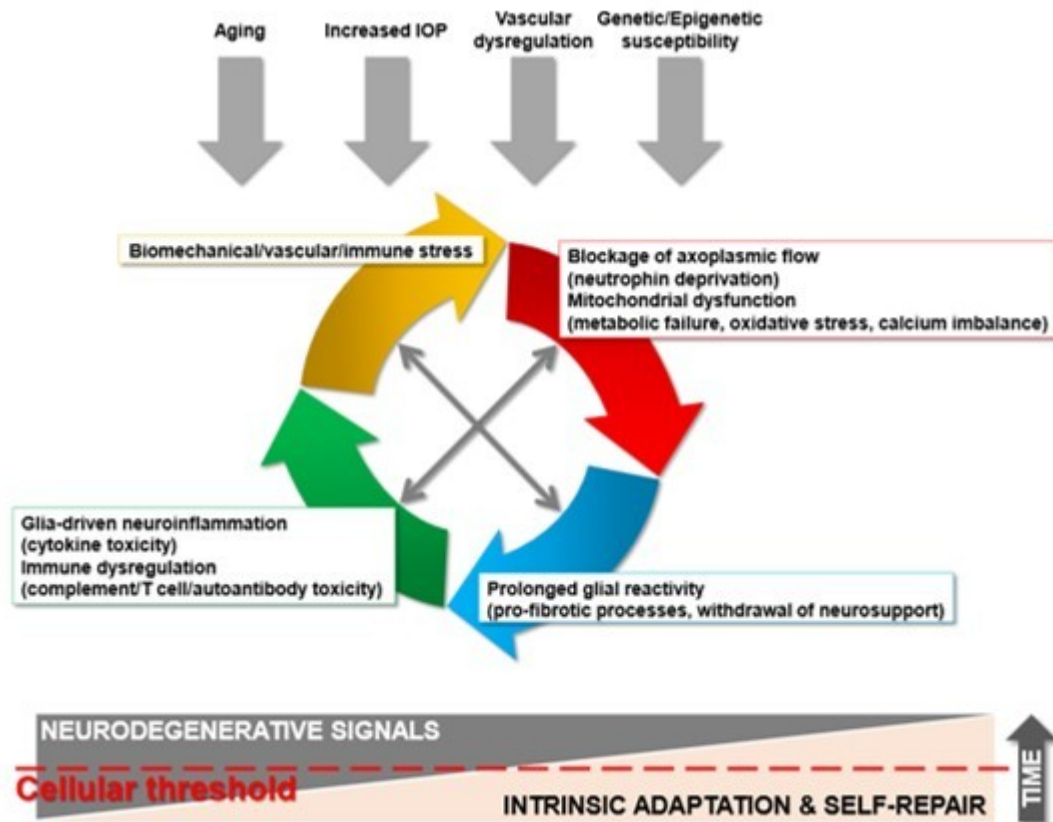 Aging
Increased IOP
Vascular
dysregulation
Genetic/Epigenetic
susceptibility
Biomechanical/vascular/immune stress
Blockage of axoplasmic flow
(neutrophin deprivation)
Mitochondrial dysfunction
(metabolic failure, oxidative stress, calcium imbalance)
Glia-driven neuroinflammation
(cytokine toxicity)
Immune dysregulation
(complement/T cell/autoantibody toxicity)
Prolonged glial reactivity
(pro-fibrotic processes, withdrawal of neurosupport)
NEURODEGENERATIVE SIGNALS
Cellular threshold
INTRINSIC ADAPTATION & SELF-REPAIR
TIME